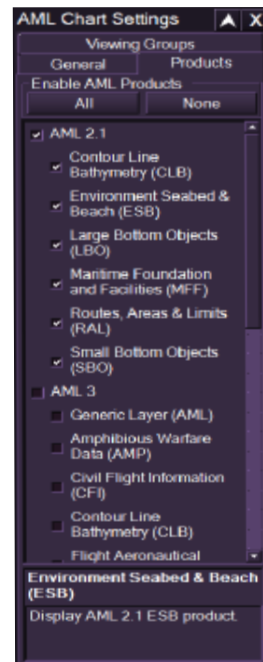 AML Chart Settings X
Viewing Groups
General Products
Enable AML Products
All None
AML 2.1
Contour Line
Bathymetry (CLB)
Environment Seabed &
Beach (ESB)
Large Bottom Objects
(LBO)
Maritime Foundation
and Facilities (MFF)
Routes, Areas & Limits
(RAL)
Small Bottom Objects
(SBO)
AML 3
Generic Layer (AML)
Amphibious Warfare
Data (AMP)
Civil Flight Information
(CFI)
Contour Line
Bathymetry (CLB)
Flight Aeronautical
Environment Seabed & Beach
(ESB)
Display AML 2.1 ESB product.